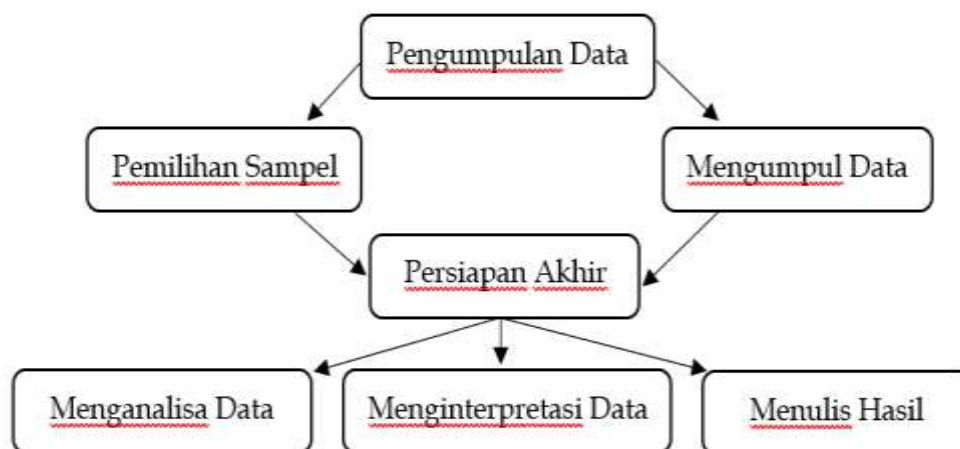 Pengumpulan Data
Pemilihan Sampel
Mengumpul Data
Persiapan Akhir
Menganalisa Data
Menginterpretasi Data
Menulis Hasil